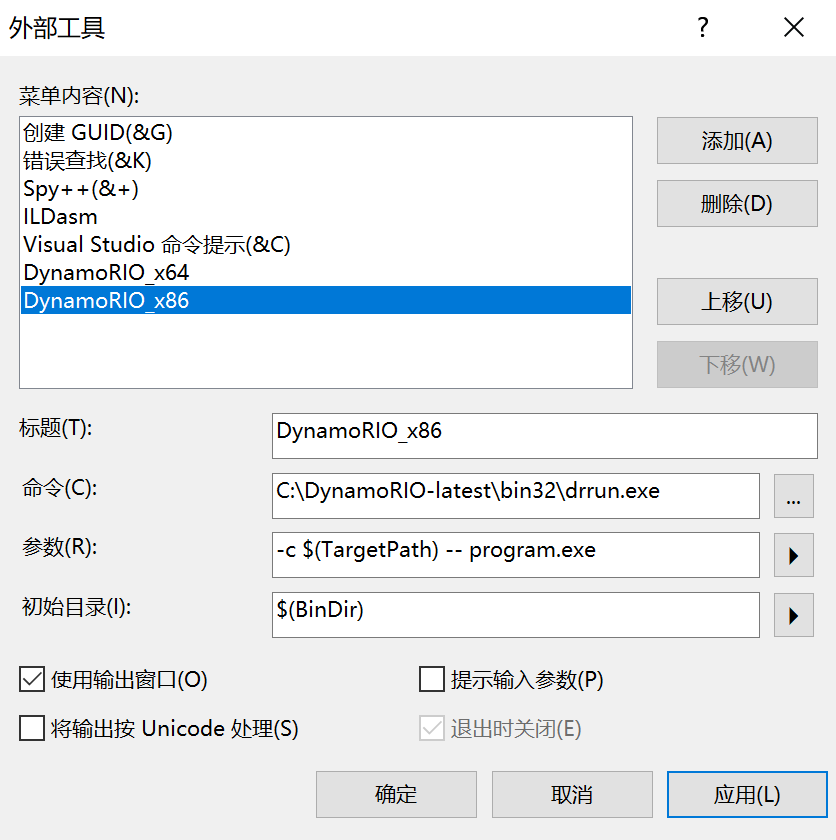 外部工具
?
菜单内容(N):
创建 GUID(&G)
错误查找(&K)
Spy++(&+)
ILDasm
Visual Studio 命令提示(&C)
DynamoRIO_x64
DynamoRIO_x86
添加(A)
删除(D)
上移(U)
下移(W)
标题(T):
DynamoRIO_x86
命令(C):
C:\DynamoRIO-latest\bin32\drrun.exe
...
参数(R):
-c $(TargetPath) -- program.exe
初始目录(I):
$(BinDir)
使用输出窗口(O)
提示输入参数(P)
将输出按 Unicode 处理(S)
退出时关闭(E)
确定
取消
应用(L)